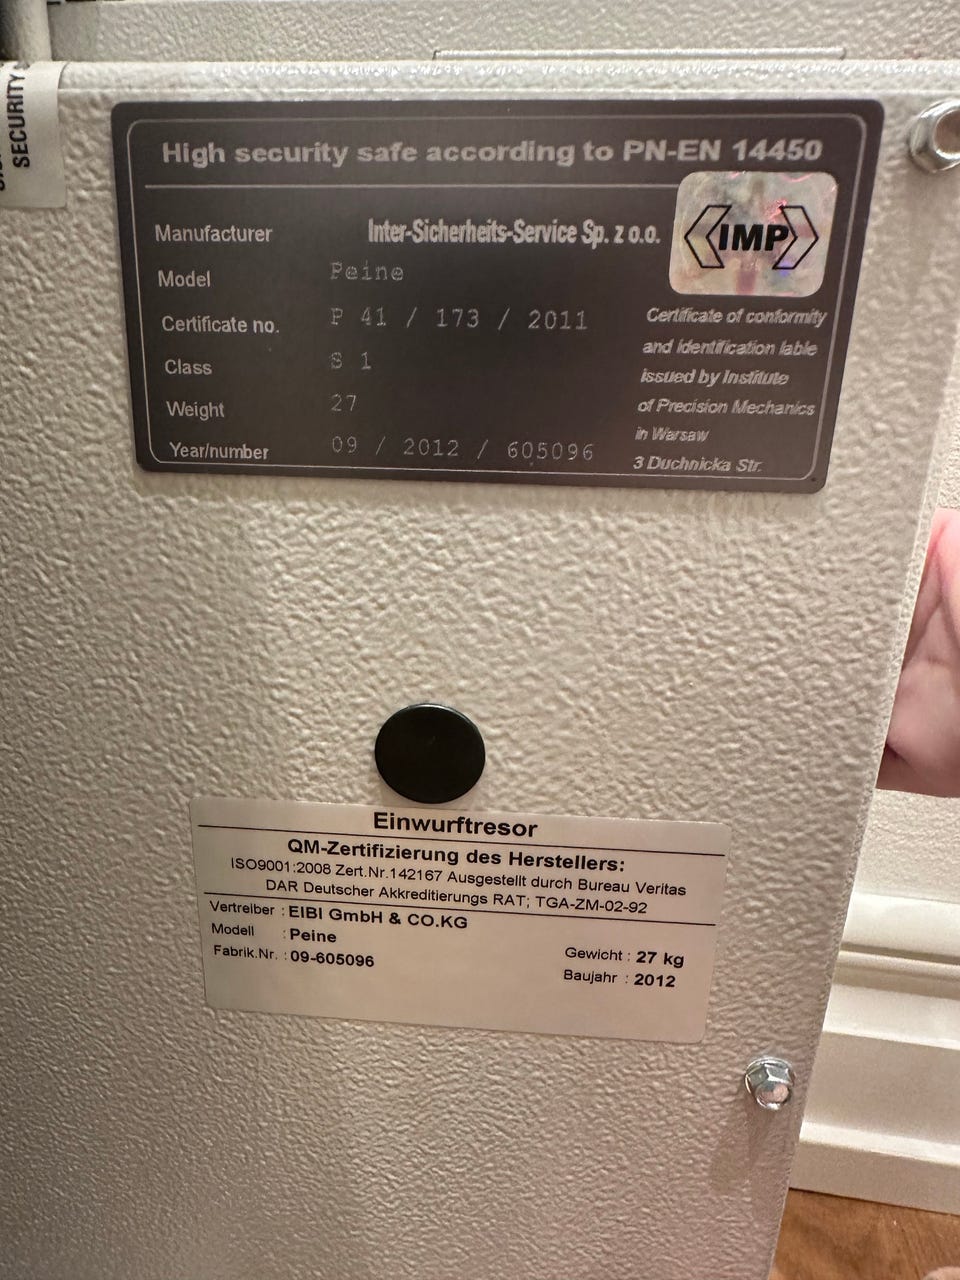 SECURITY
High security safe according to PN-EN 14450
Manufacturer Inter-Sicherheits-Service Sp. z o.o.
IMP
Model Peine
Certificate no. P 41 / 173 / 2011
Class S 1
Weight 27
Year/number 09 / 2012 / 605096
Certificate of conformity
and identification lable
issued by Institute
of Precision Mechanics
in Warsaw
3 Duchnicka Str.
Einwurftresor
QM-Zertifizierung des Herstellers:
ISO9001:2008 Zert.Nr.142167 Ausgestellt durch Bureau Veritas
DAR Deutscher Akkreditierungs RAT; TGA-ZM-02-92
Vertreiber : EIBI GmbH & CO.KG
Modell : Peine
Fabrik.Nr. : 09-605096
Gewicht : 27 kg
Baujahr : 2012